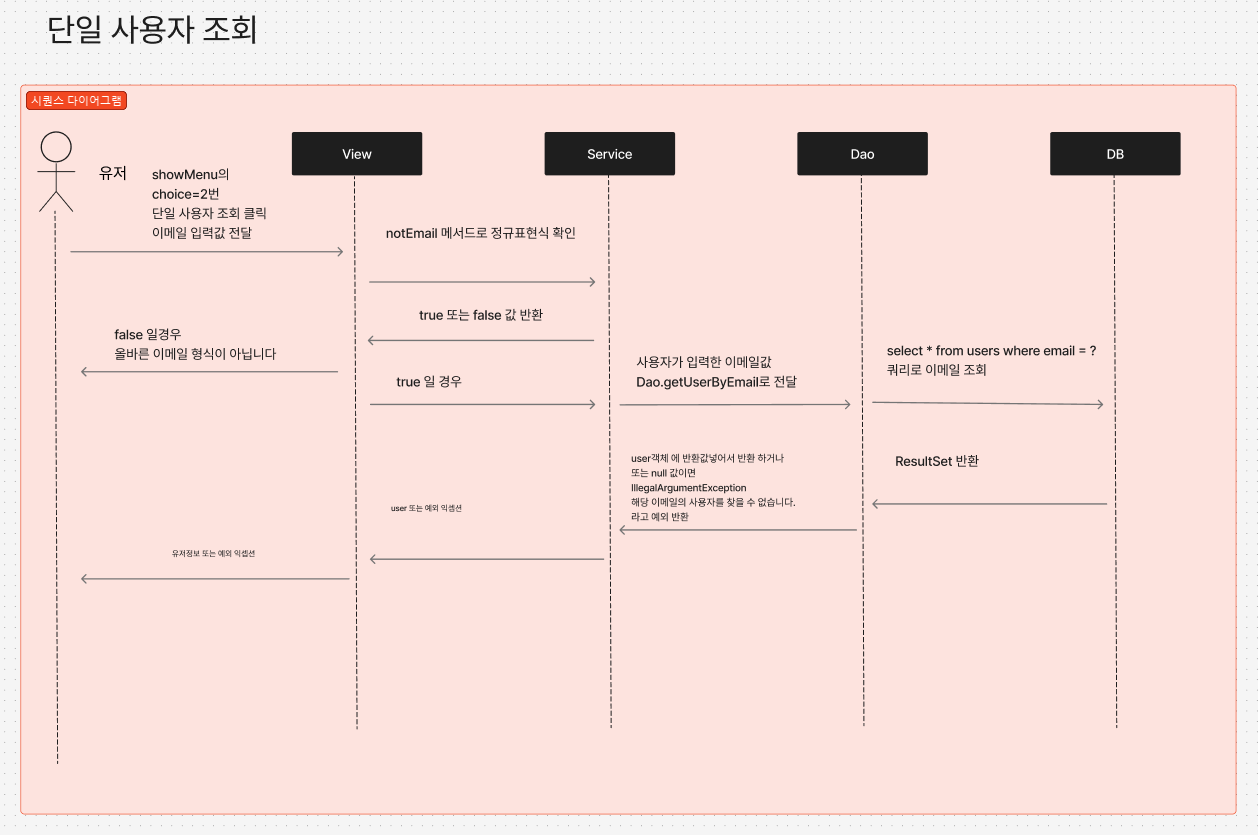 단일 사용자 조회
시퀀스 다이어그램
유저
showMenu의
choice=2번
단일 사용자 조회 클릭
이메일 입력값 전달
View
Service
Dao
DB
notEmail 메서드로 정규표현식 확인
true 또는 false 값 반환
false 일경우
올바른 이메일 형식이 아닙니다
true 일 경우
사용자가 입력한 이메일값
Dao.getUserByEmail로 전달
select * from users where email = ?
쿼리로 이메일 조회
ResultSet 반환
user객체 에 반환값넣어서 반환 하거나
또는 null 값이면
IllegalArgumentException
해당 이메일의 사용자를 찾을 수 없습니다.
라고 예외 반환
user 또는 예외 익셉션
유저정보 또는 예외 익셉션